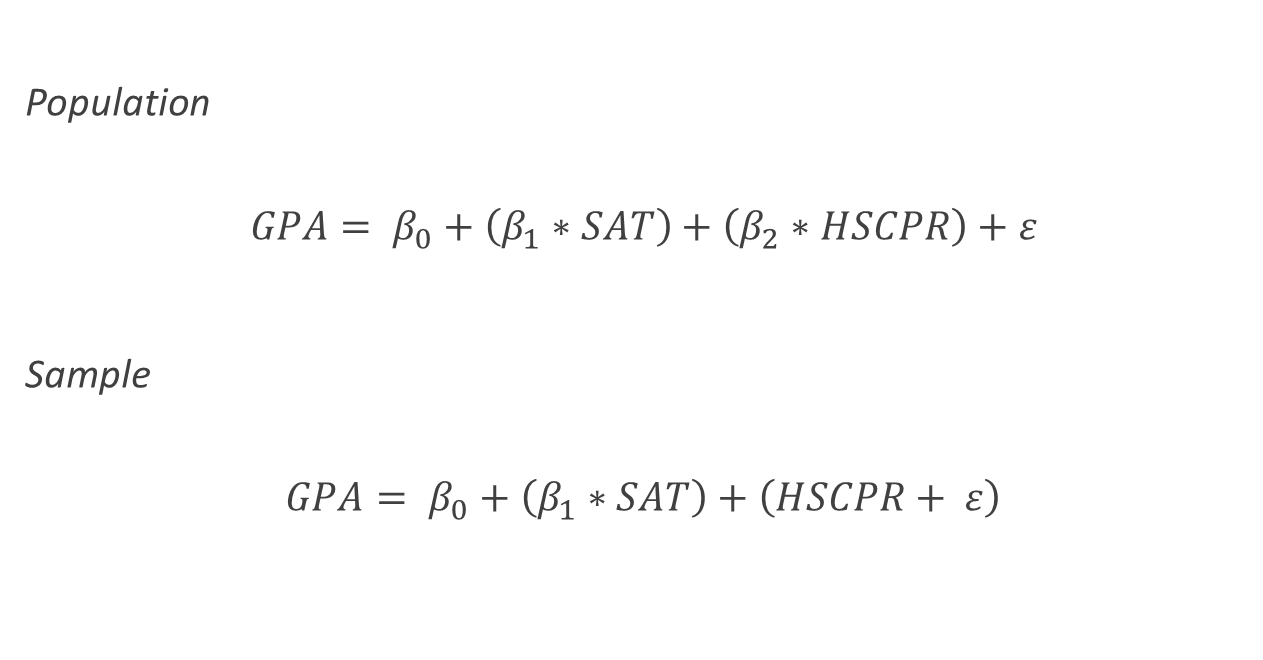 Population
GPA = β₀ + (β₁ * SAT) + (β₂ * HSCPR) + ε
Sample
GPA = β₀ + (β₁ * SAT) + (HSCPR + ε)